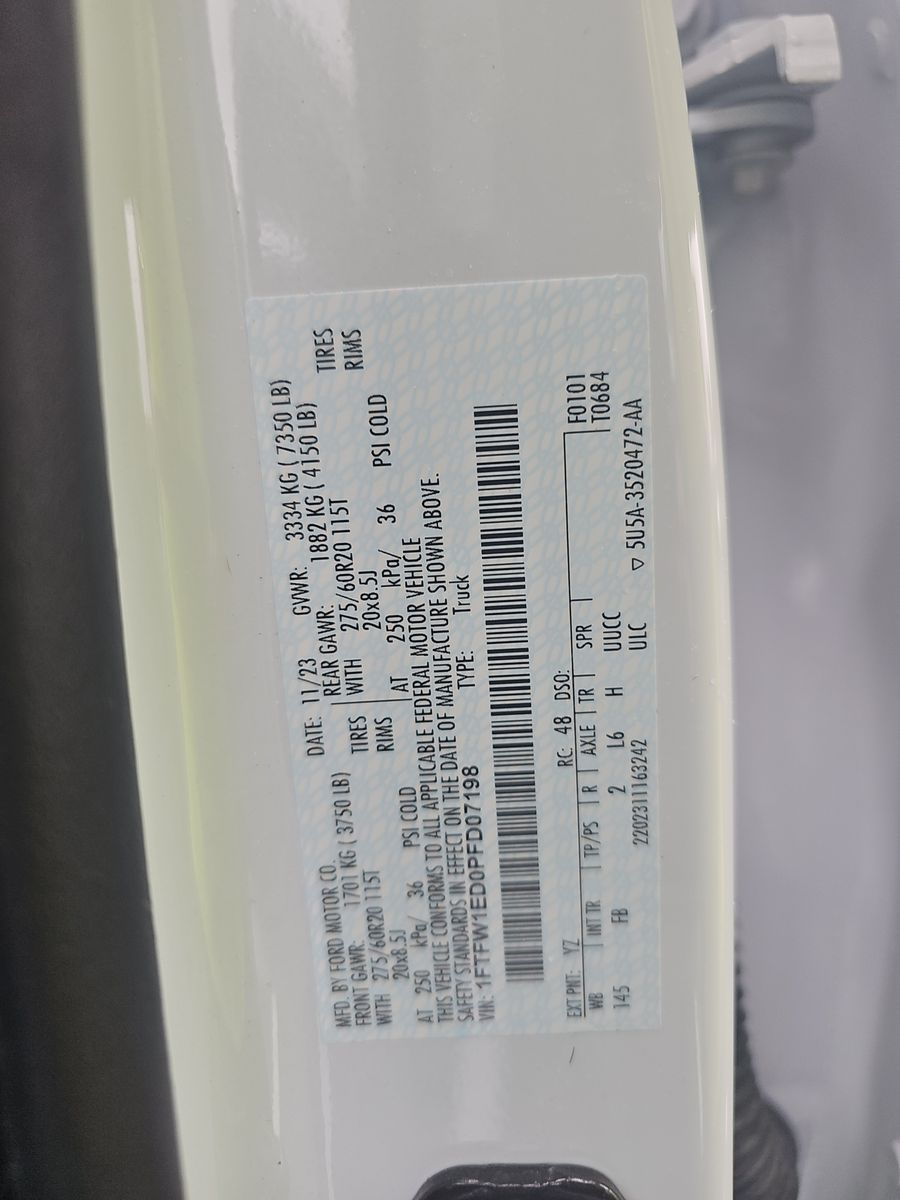 MFD. BY FORD MOTOR CO.
DATE: 11/23 GVWR: 3334 KG ( 7350 LB)
FRONT GAWR: 1701 KG ( 3750 LB) REAR GAWR: 1882 KG ( 4150 LB)
WITH 275/60R20 115T TIRES WITH 275/60R20 115T TIRES
20x8.5J RIMS 20x8.5J RIMS
AT 250 kPa/ 36 PSI COLD AT 250 kPa/ 36 PSI COLD
THIS VEHICLE CONFORMS TO ALL APPLICABLE FEDERAL MOTOR VEHICLE
SAFETY STANDARDS IN EFFECT ON THE DATE OF MANUFACTURE SHOWN ABOVE.
VIN: 1FTFW1ED0PFD07198 TYPE: Truck
EXT PNT: YZ RC: 48 DSO: F0101
WB INT TR TP/PS R AXLE TR SPR T0684
145 FB 2 L6 H UUCC
2202311163242 ULC ▽ 5U5A-3520472-AA